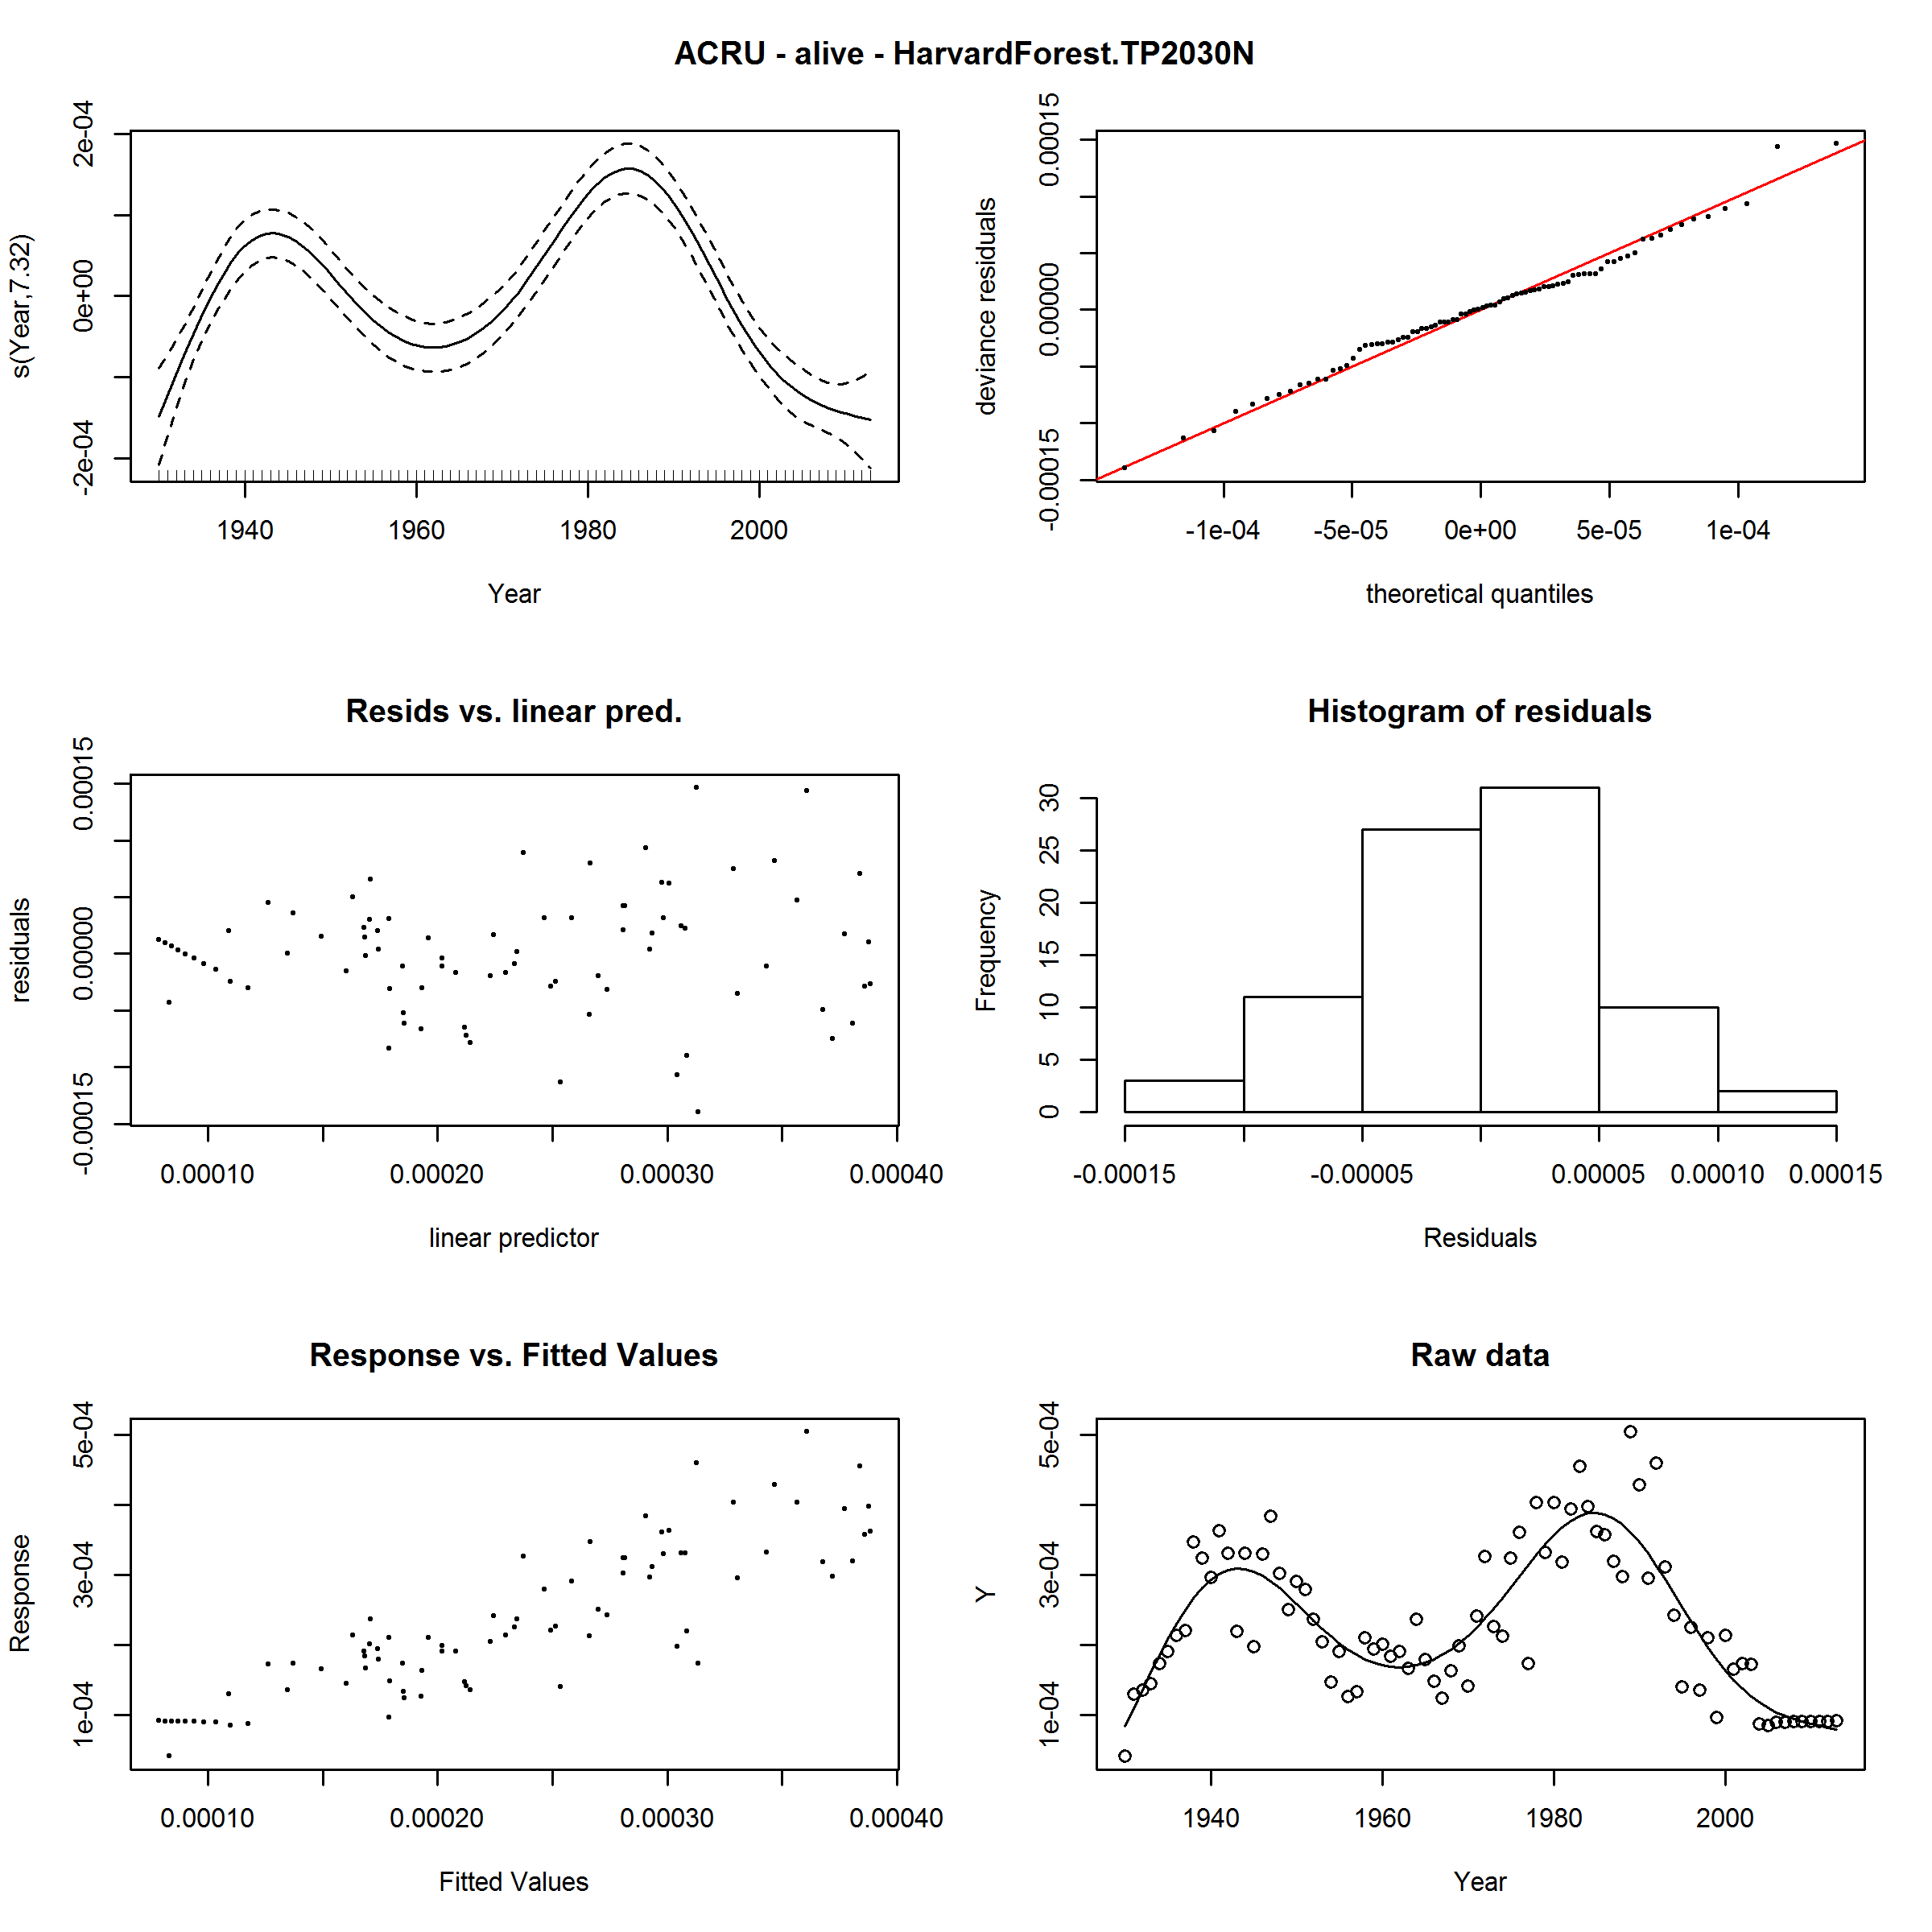 ACRU - alive - HarvardForest.TP2030N
s(Year,7.32)
2e-04
0e+00
-2e-04
1940 1960 1980 2000
Year
deviance residuals
0.00015
0.00000
-0.00015
-1e-04 -5e-05 0e+00 5e-05 1e-04
theoretical quantiles
Resids vs. linear pred.
residuals
0.00015
0.00000
-0.00015
0.00010 0.00020 0.00030 0.00040
linear predictor
Histogram of residuals
Frequency
30
25
20
15
10
5
0
-0.00015 -0.00005 0.00005 0.00010 0.00015
Residuals
Response vs. Fitted Values
Response
5e-04
3e-04
1e-04
0.00010 0.00020 0.00030 0.00040
Fitted Values
Raw data
Y
5e-04
3e-04
1e-04
1940 1960 1980 2000
Year